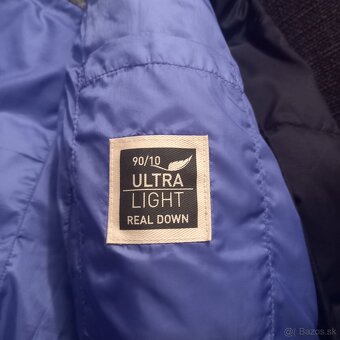 90/10
ULTRA
LIGHT
REAL DOWN
© Bazos.sk